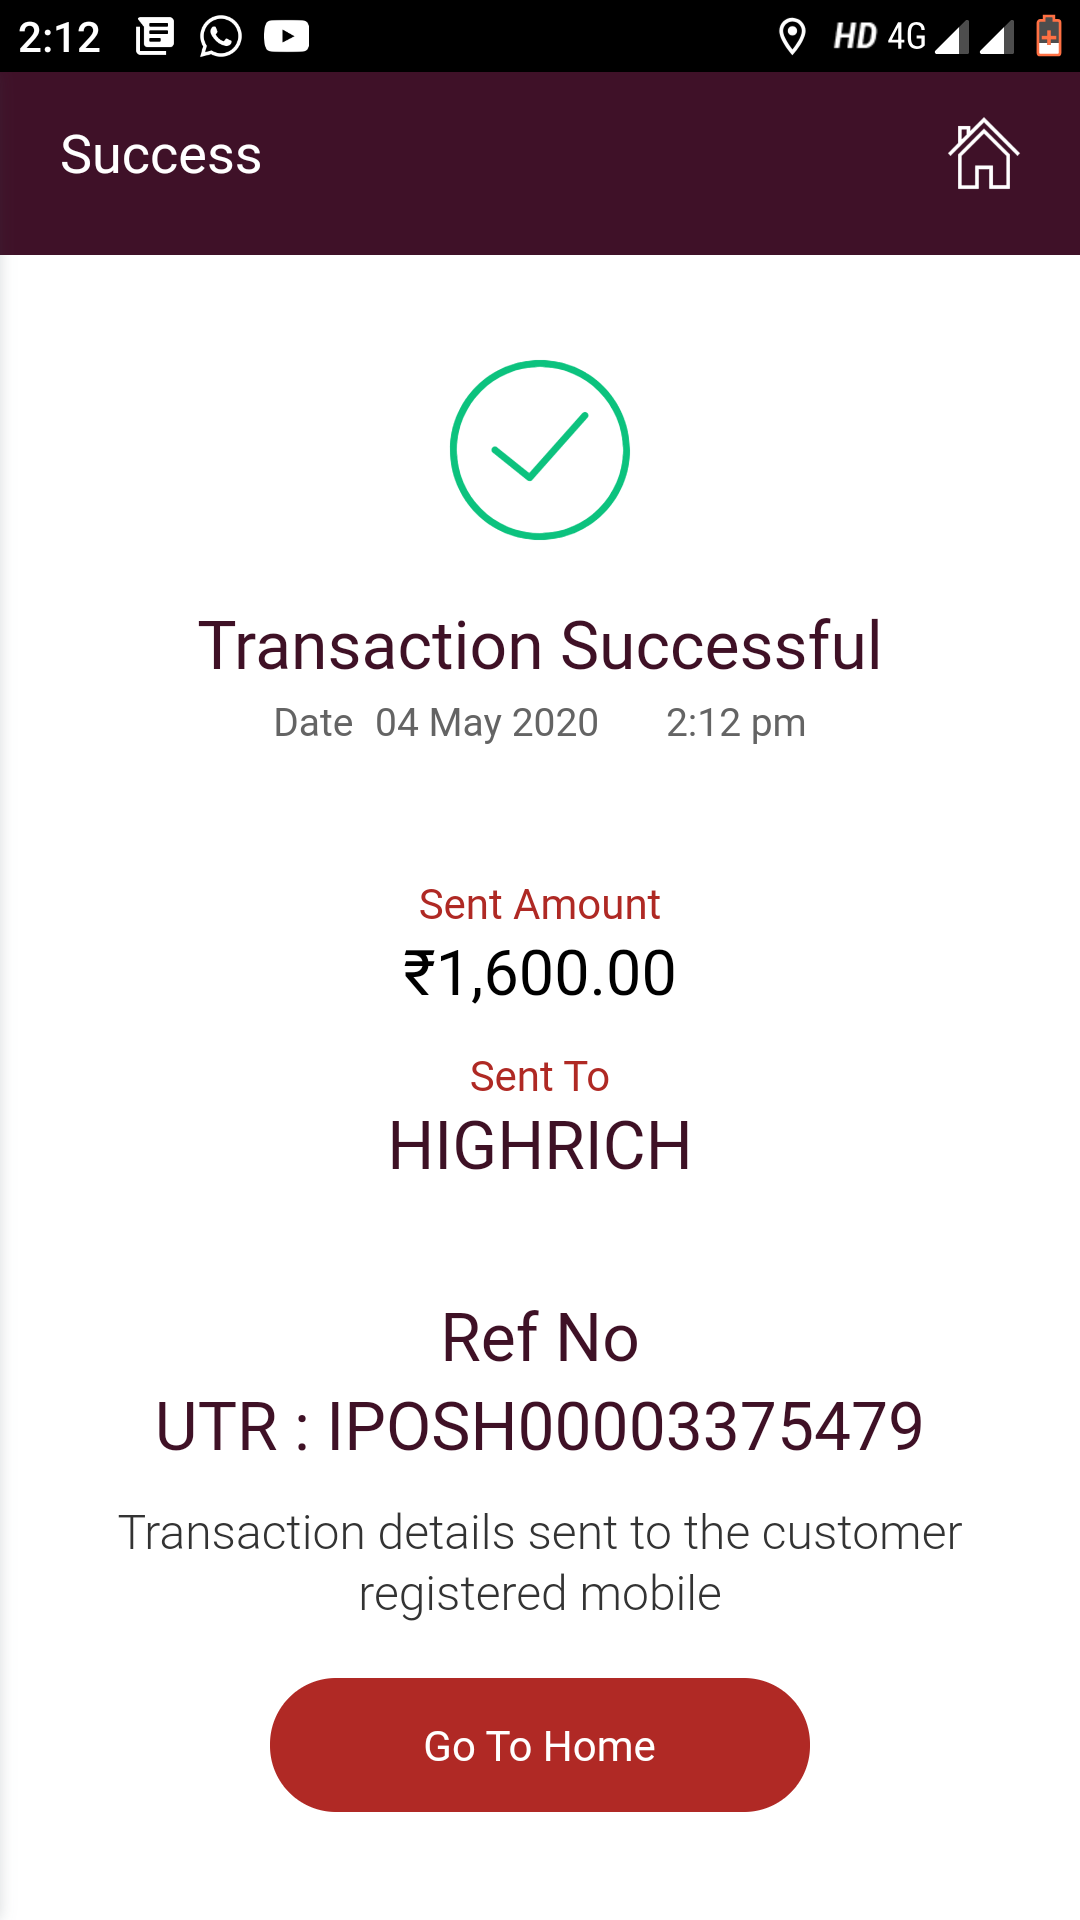 2:12 HD 4G
Success
Transaction Successful
Date 04 May 2020 2:12 pm
Sent Amount
₹1,600.00
Sent To
HIGHRICH
Ref No
UTR : IPOSH00003375479
Transaction details sent to the customer
registered mobile
Go To Home